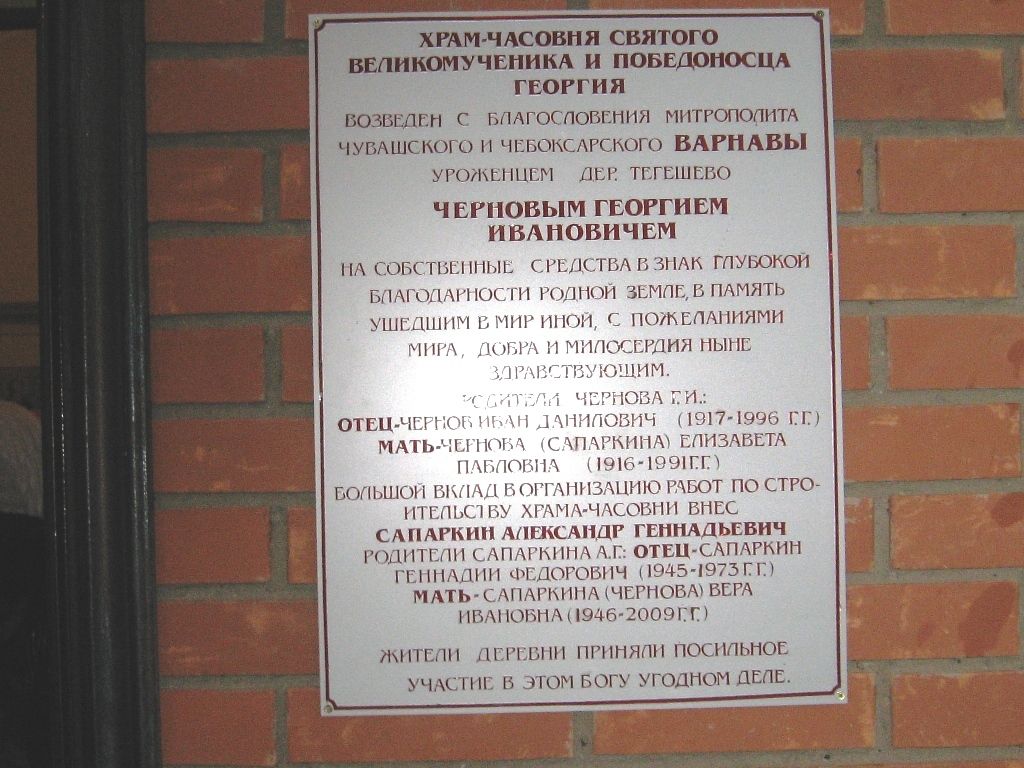 ХРАМ-ЧАСОВНЯ СВЯТОГО
ВЕЛИКОМУЧЕНИКА И ПОБЕДОНОСЦА
ГЕОРГИЯ
ВОЗВЕДЕН С БЛАГОСЛОВЕНИЯ МИТРОПОЛИТА
ЧУВАШСКОГО И ЧЕБОКСАРСКОГО ВАРНАВЫ
УРОЖЕНЦЕМ ДЕР. ТЕГЕШЕВО
ЧЕРНОВЫМ ГЕОРГИЕМ
ИВАНОВИЧЕМ
НА СОБСТВЕННЫЕ СРЕДСТВА В ЗНАК ГЛУБОКОЙ
БЛАГОДАРНОСТИ РОДНОЙ ЗЕМЛЕ, В ПАМЯТЬ
УШЕДШИМ В МИР ИНОЙ, С ПОЖЕЛАНИЯМИ
МИРА, ДОБРА И МИЛОСЕРДИЯ НЫНЕ
ЗДРАВСТВУЮЩИМ.
РОДИТЕЛИ ЧЕРНОВА Г.И.:
ОТЕЦ-ЧЕРНОВ ИВАН ДАНИЛОВИЧ (1917-1996 Г.Г.)
МАТЬ-ЧЕРНОВА (САПАРКИНА) ЕЛИЗАВЕТА
ПАВЛОВНА (1916-1991Г.Г.)
БОЛЬШОЙ ВКЛАД В ОРГАНИЗАЦИЮ РАБОТ ПО СТРО-
ИТЕЛЬСТВУ ХРАМА-ЧАСОВНИ ВНЕС
САПАРКИН АЛЕКСАНДР ГЕННАДЬЕВИЧ
РОДИТЕЛИ САПАРКИНА А.Г.: ОТЕЦ-САПАРКИН
ГЕННАДИИ ФЕДОРОВИЧ (1945-1973Г.Г.)
МАТЬ-САПАРКИНА (ЧЕРНОВА) ВЕРА
ИВАНОВНА (1946-2009Г.Г.)
ЖИТЕЛИ ДЕРЕВНИ ПРИНЯЛИ ПОСИЛЬНОЕ
УЧАСТИЕ В ЭТОМ БОГУ УГОДНОМ ДЕЛЕ.